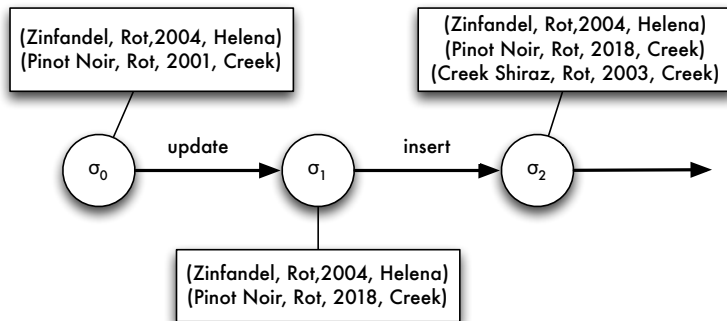 (Zinfandel, Rot,2004, Helena)
(Pinot Noir, Rot, 2001, Creek)
(Zinfandel, Rot,2004, Helena)
(Pinot Noir, Rot, 2018, Creek)
(Creek Shiraz, Rot, 2003, Creek)
update
insert
σ0
σ1
σ2
(Zinfandel, Rot,2004, Helena)
(Pinot Noir, Rot, 2018, Creek)